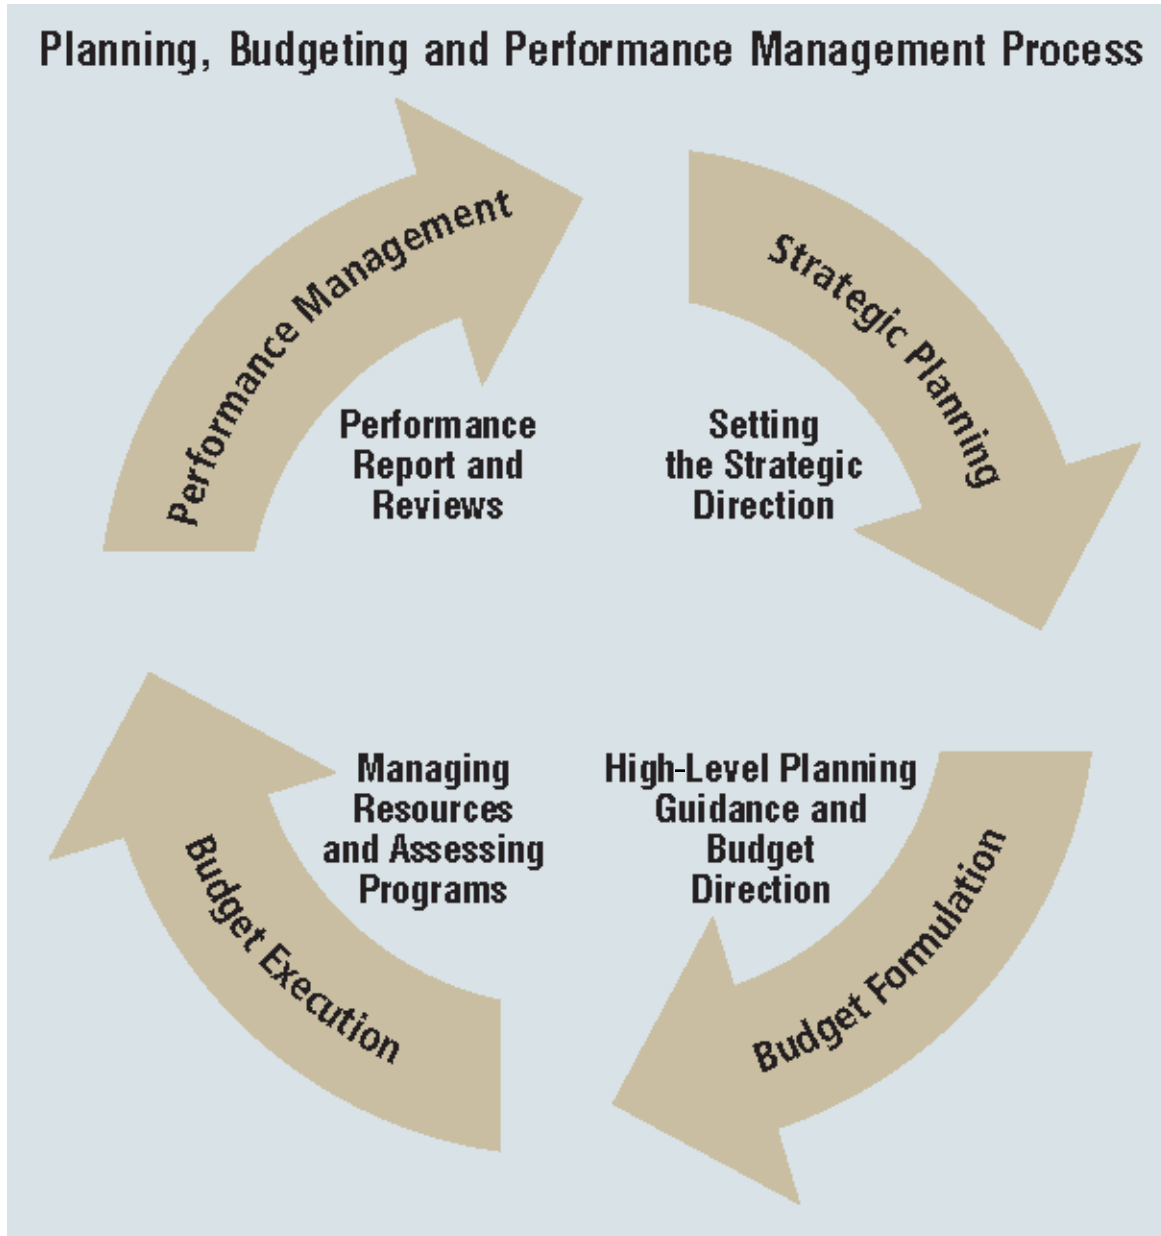 Planning, Budgeting and Performance Management Process
Performance Management
Strategic Planning
Performance
Report and
Reviews
Setting
the Strategic
Direction
Managing
Resources
and Assessing
Programs
High-Level Planning
Guidance and
Budget
Direction
Budget Execution
Budget Formulation